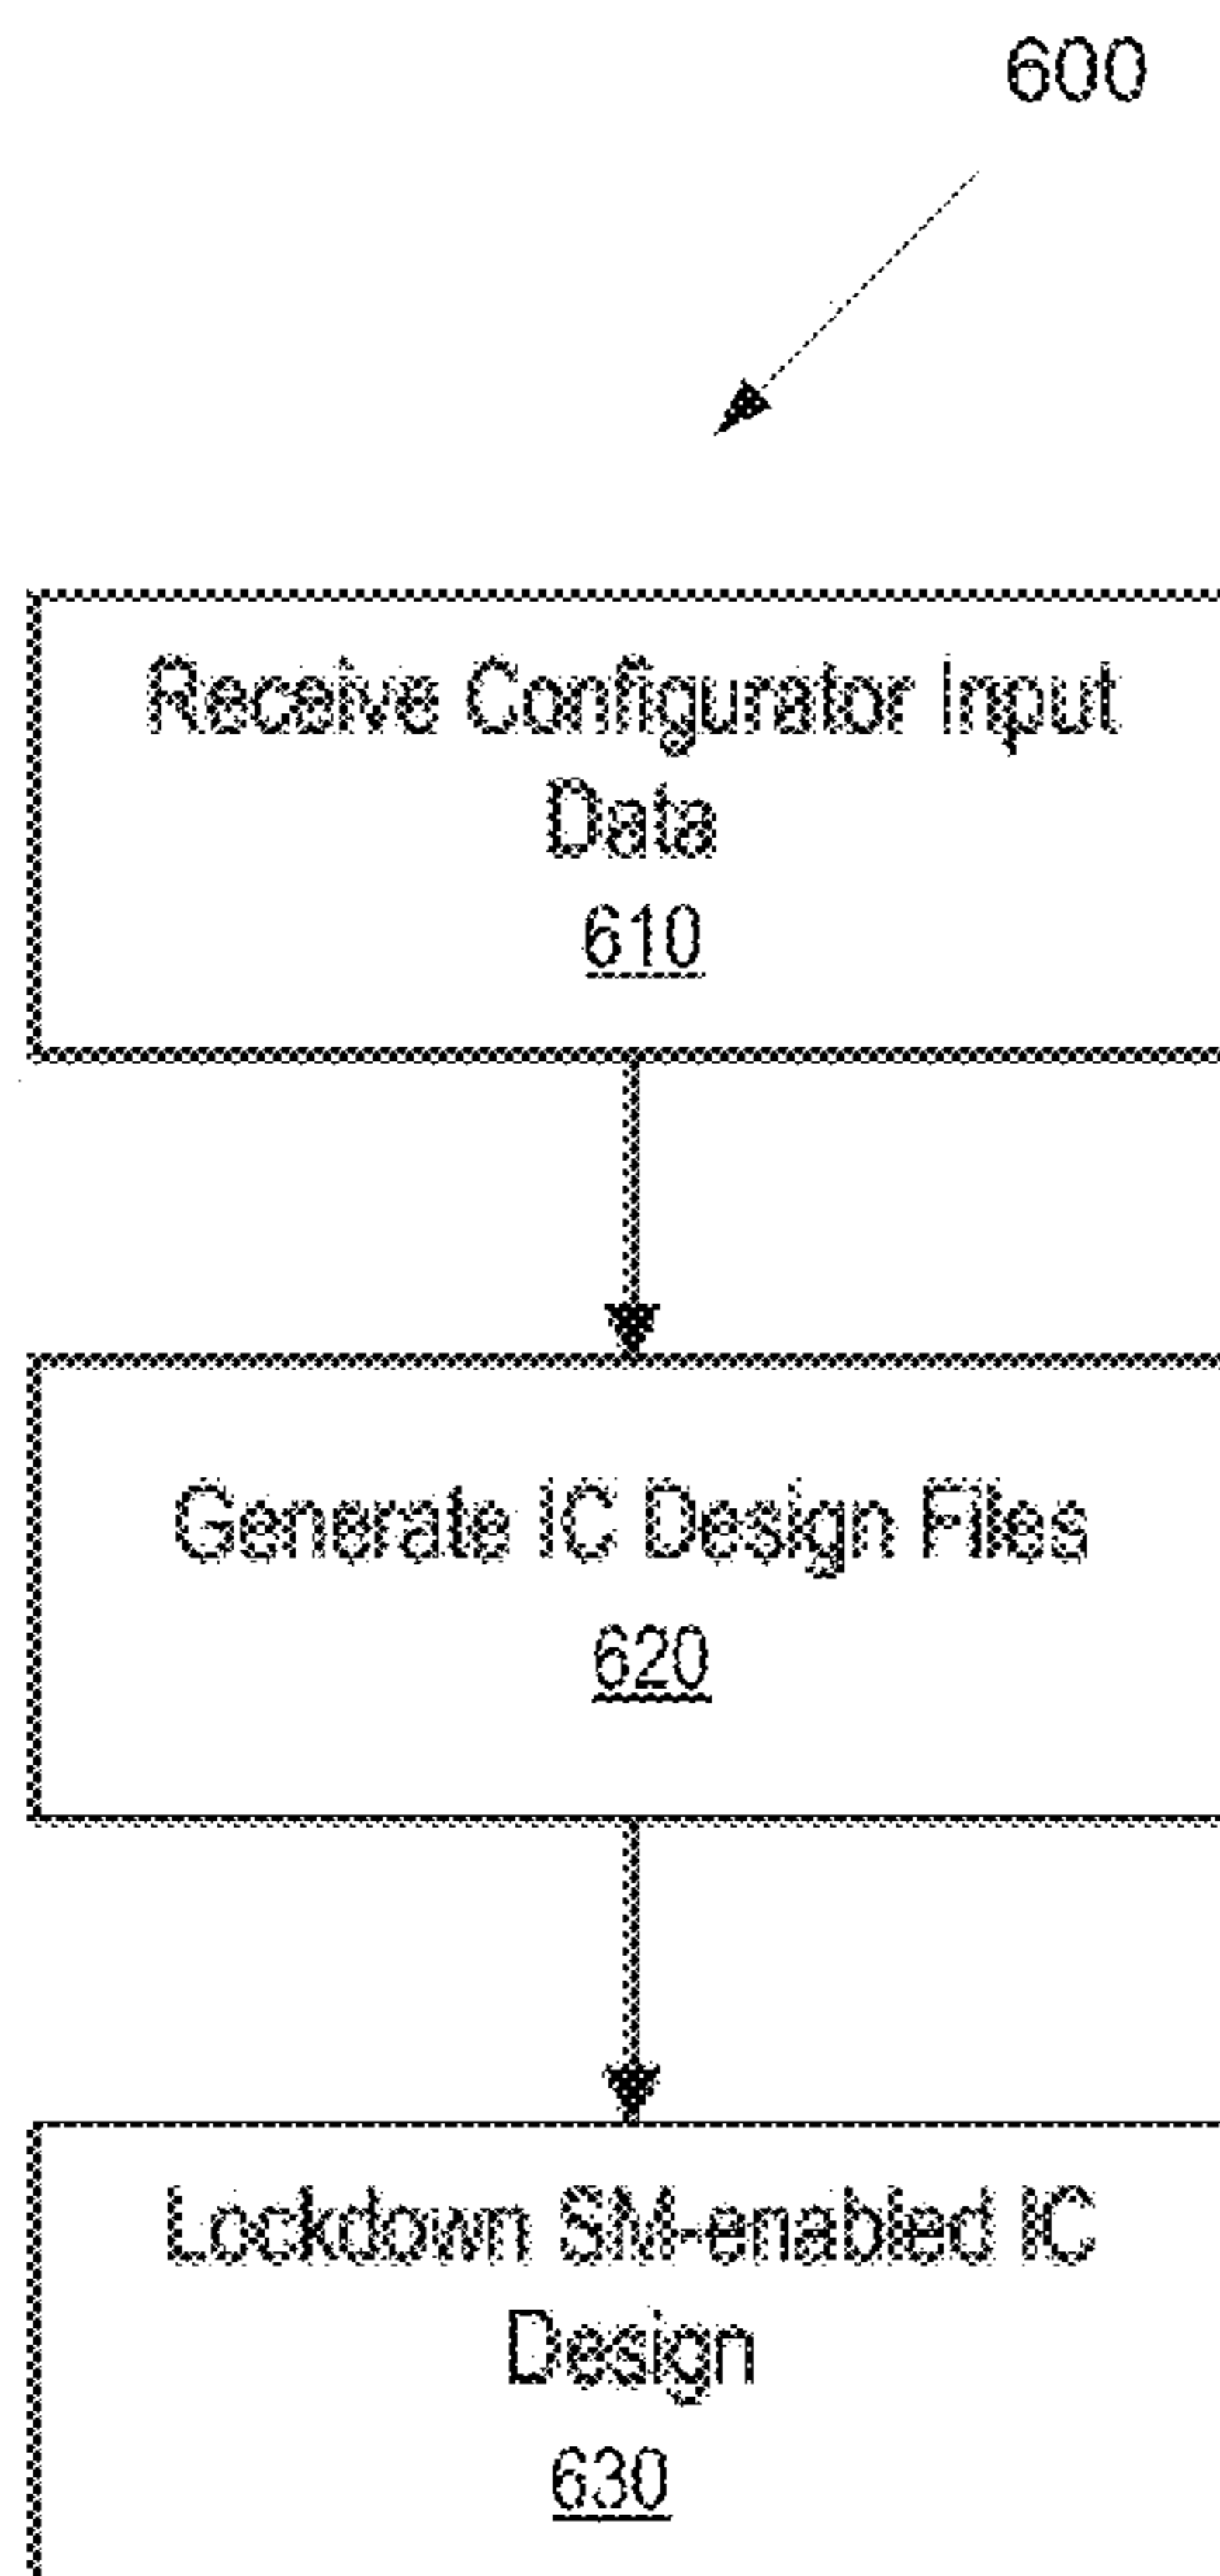 600
Receive Configurator Input
Data
610
Generate IC Design Files
620
Lockdown SM-enabled IC
Design
630